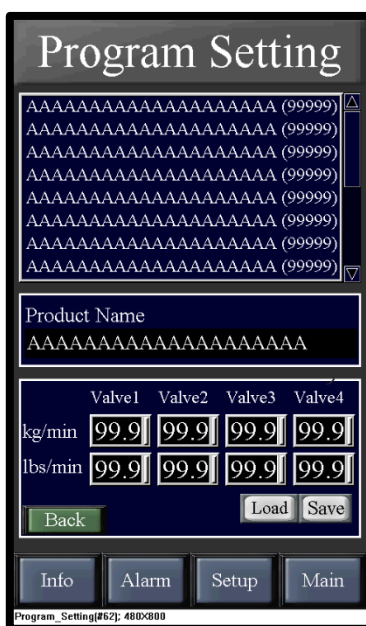 Program Setting
AAAAAAAAAAAAAAAAAAAA (99999)
AAAAAAAAAAAAAAAAAAAA (99999)
AAAAAAAAAAAAAAAAAAAA (99999)
AAAAAAAAAAAAAAAAAAAA (99999)
AAAAAAAAAAAAAAAAAAAA (99999)
AAAAAAAAAAAAAAAAAAAA (99999)
AAAAAAAAAAAAAAAAAAAA (99999)
AAAAAAAAAAAAAAAAAAAA (99999)
Product Name
AAAAAAAAAAAAAAAAAAAA
Valve1 Valve2 Valve3 Valve4
kg/min 99.9 99.9 99.9 99.9
lbs/min 99.9 99.9 99.9 99.9
Back Load Save
Info Alarm Setup Main
Program_Setting(#62); 480X800